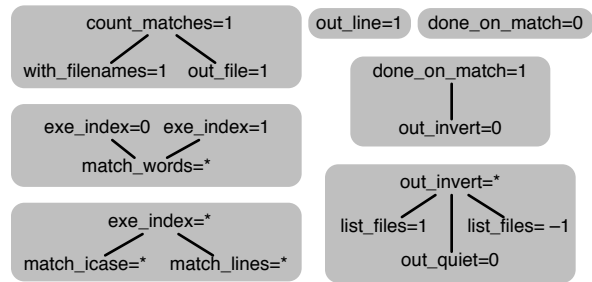 count_matches=1
with_filenames=1 out_file=1
out_line=1
done_on_match=0
done_on_match=1
out_invert=0
exe_index=0 exe_index=1
match_words=*
exe_index=*
match_icase=* match_lines=*
out_invert=*
list_files=1 list_files= –1
out_quiet=0